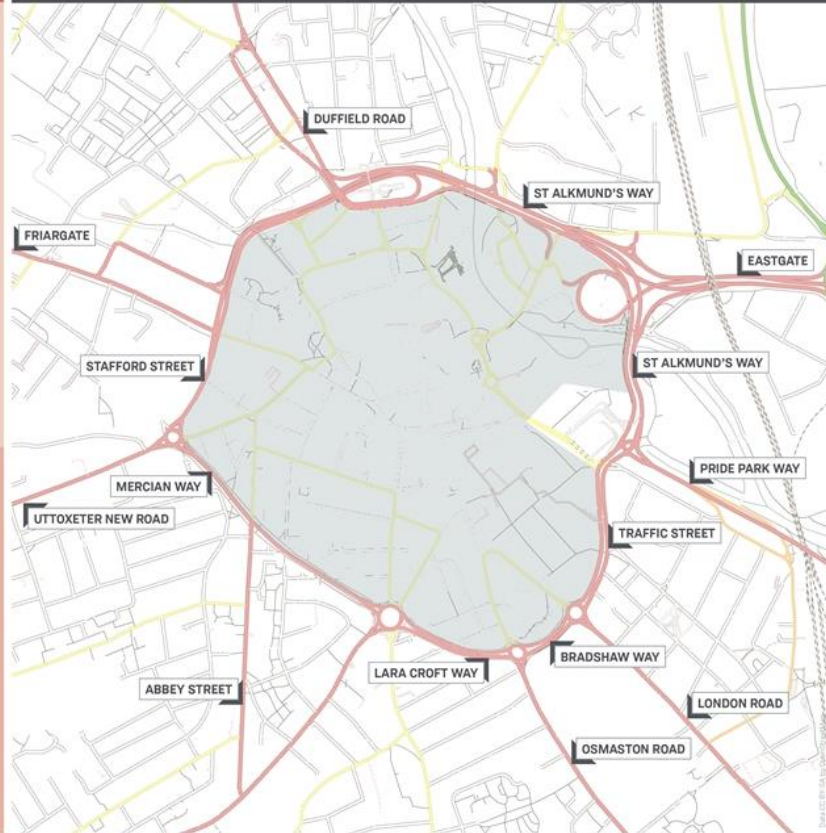 DUFFIELD ROAD
ST ALKMUND'S WAY
FRIARGATE
EASTGATE
STAFFORD STREET
ST ALKMUND'S WAY
MERCIAN WAY
PRIDE PARK WAY
UTTOXETER NEW ROAD
TRAFFIC STREET
BRADSHAW WAY
LARA CROFT WAY
ABBEY STREET
LONDON ROAD
OSMASTON ROAD